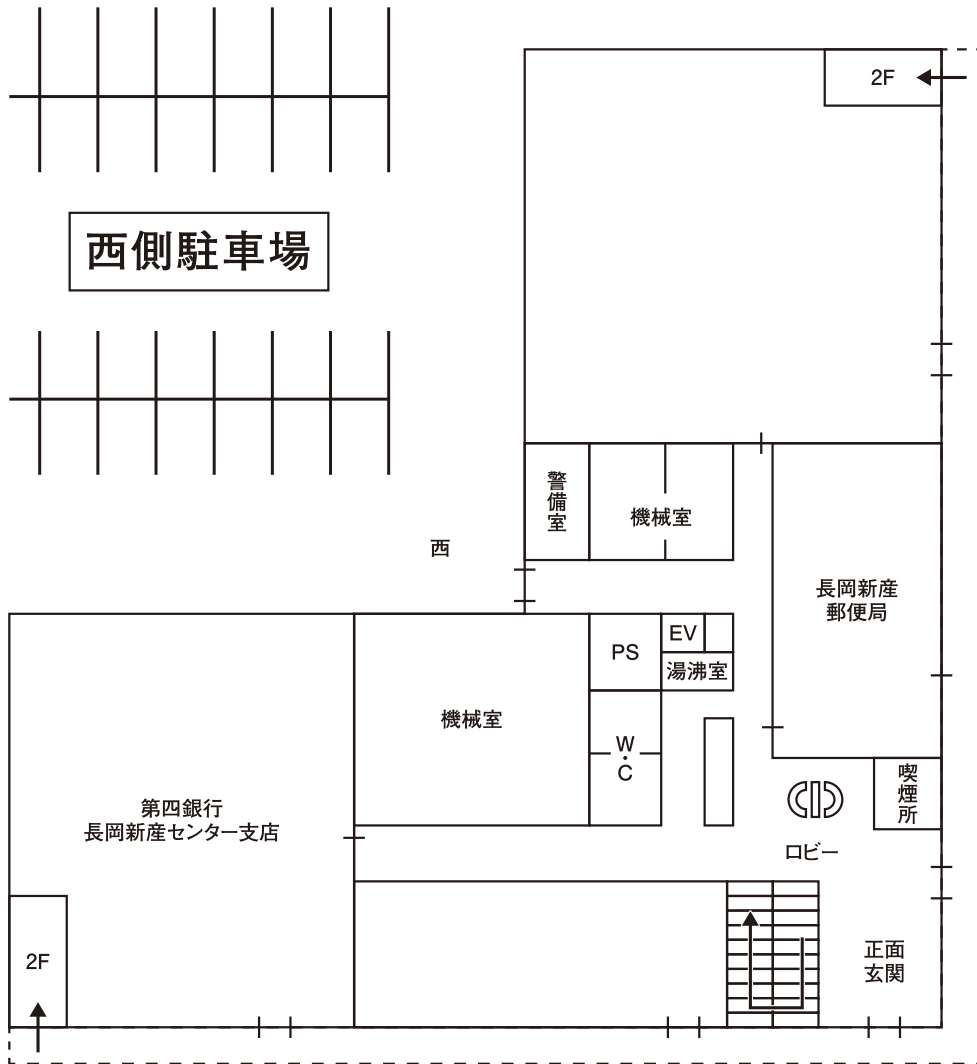 2F
西側駐車場
警備室
機械室
西
長岡新産
郵便局
EV
PS
湯沸室
機械室
W・C
喫煙所
第四銀行
長岡新産センター支店
ロビー
正面
玄関
2F